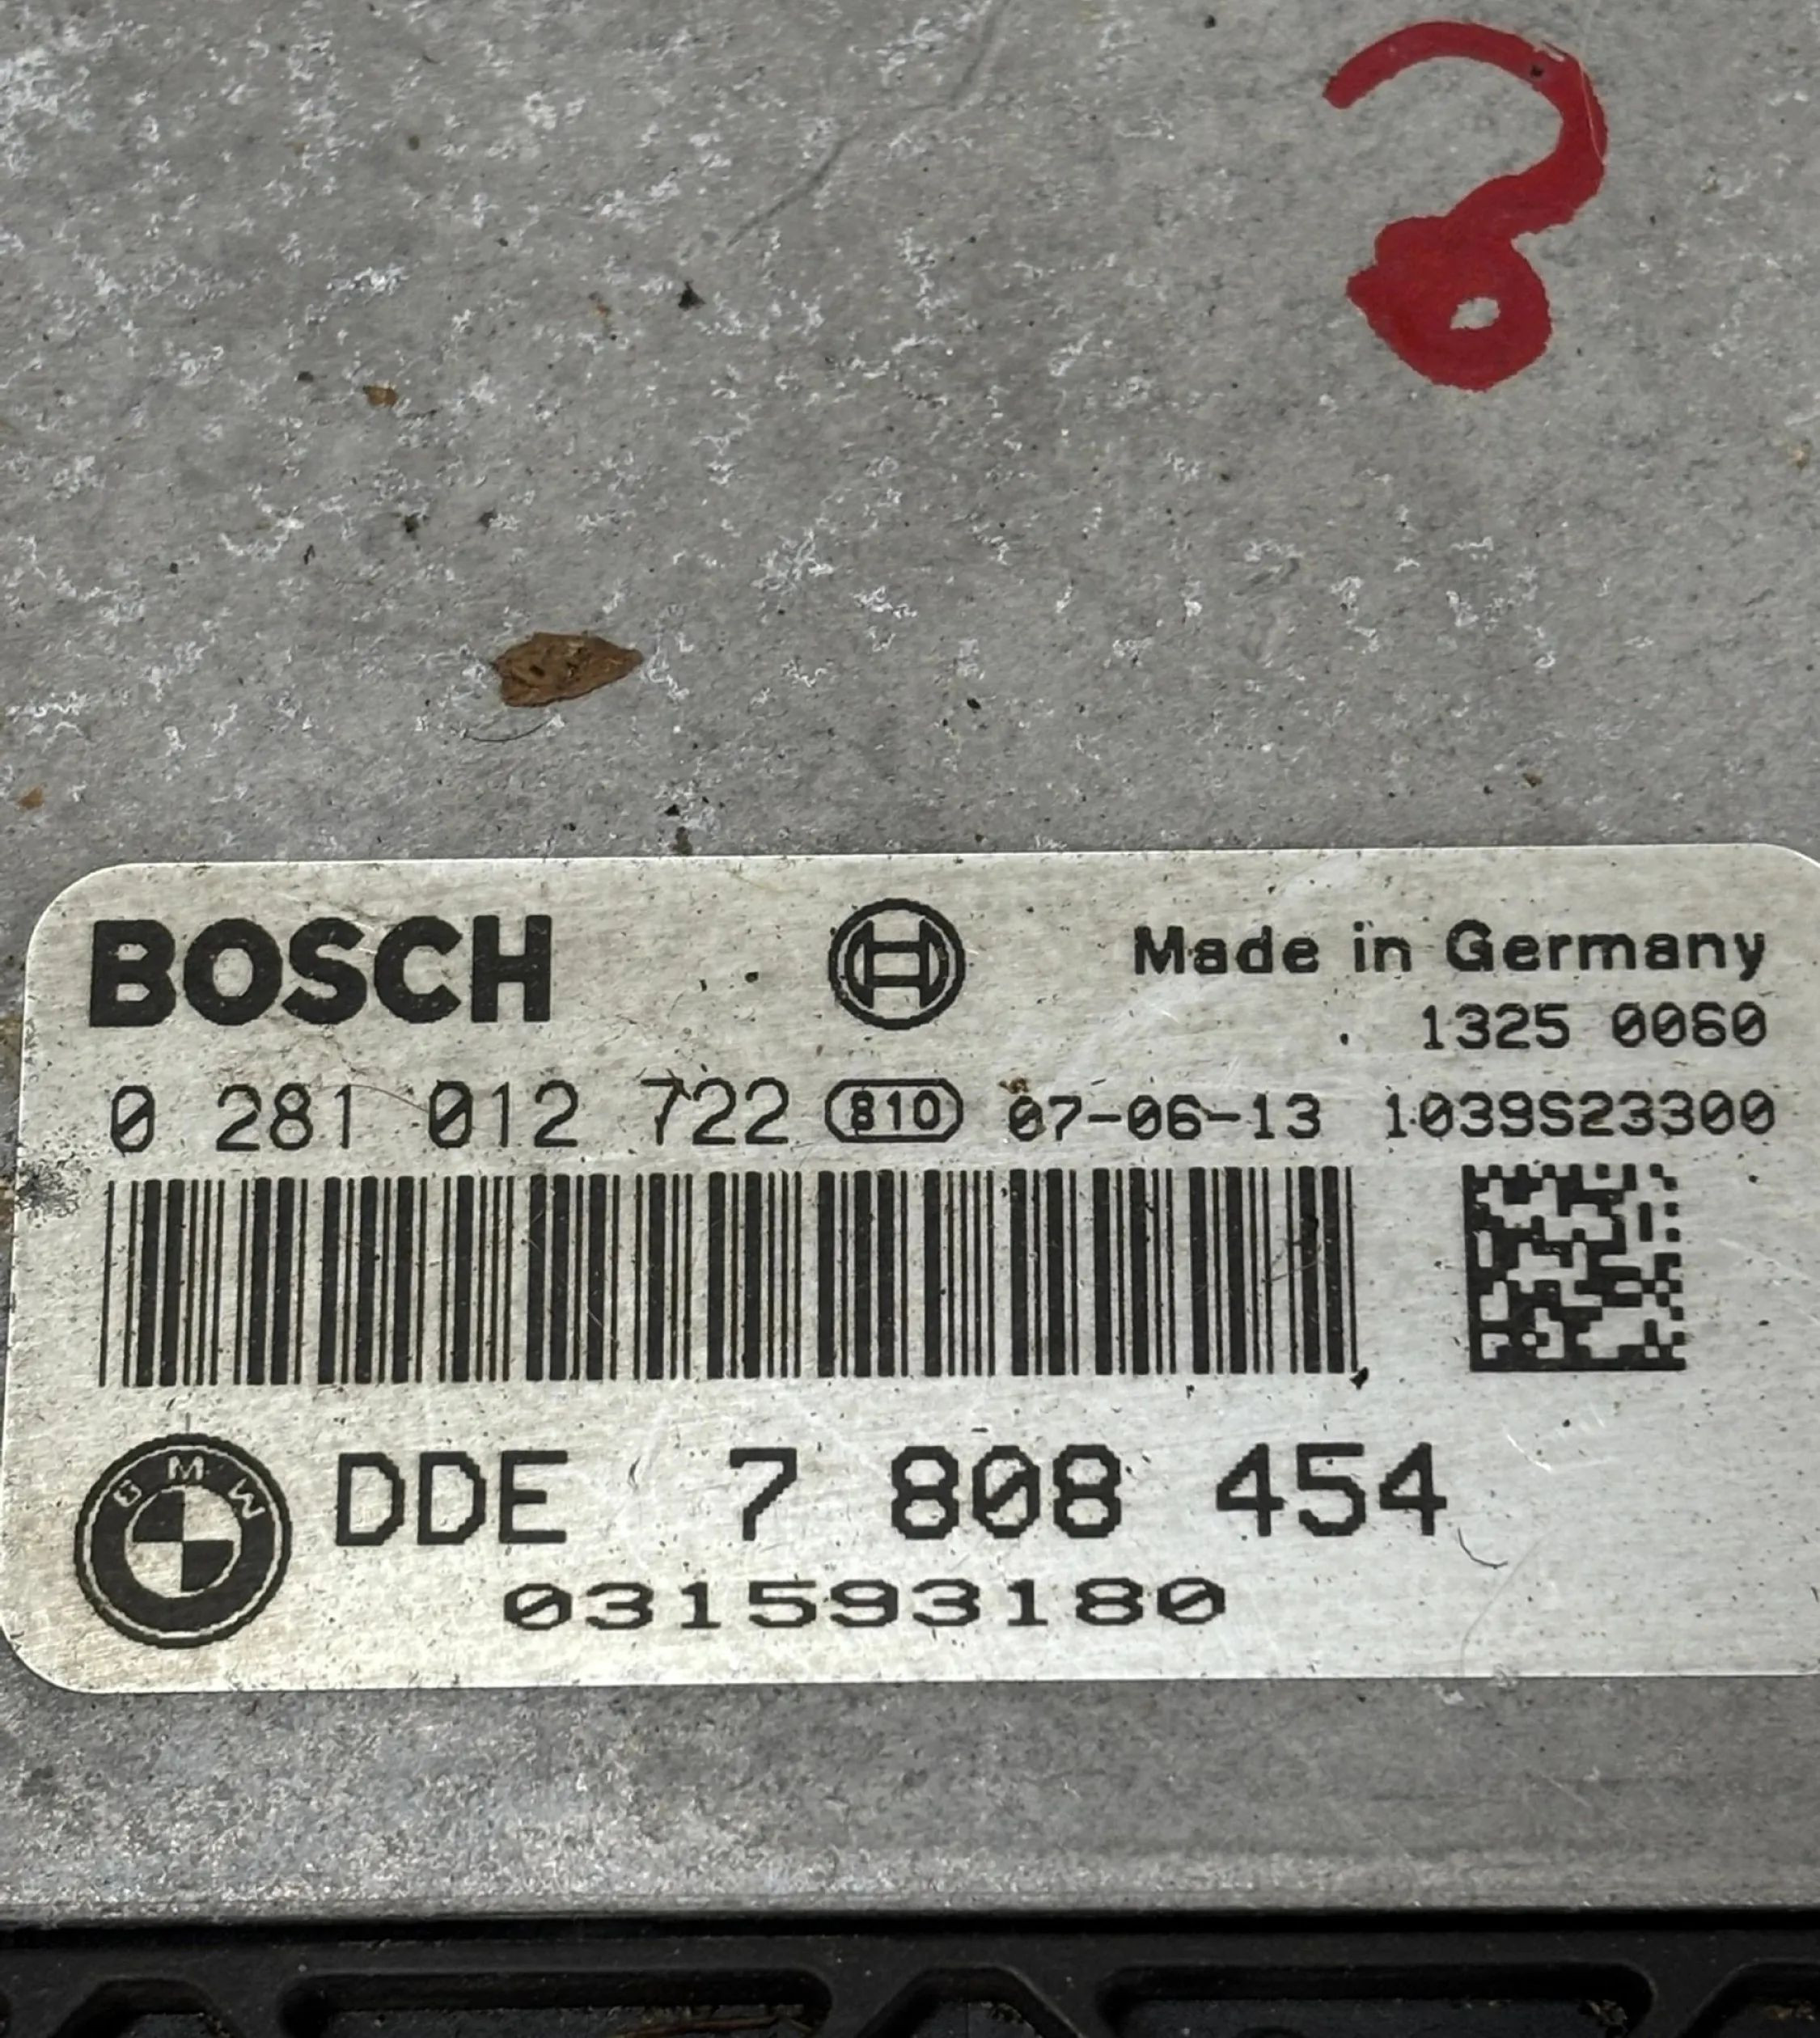 ?
BOSCH
Made in Germany
1325 0060
0 281 012 722 810 07-06-13 1039S23300
BMW
DDE 7 808 454
031593180